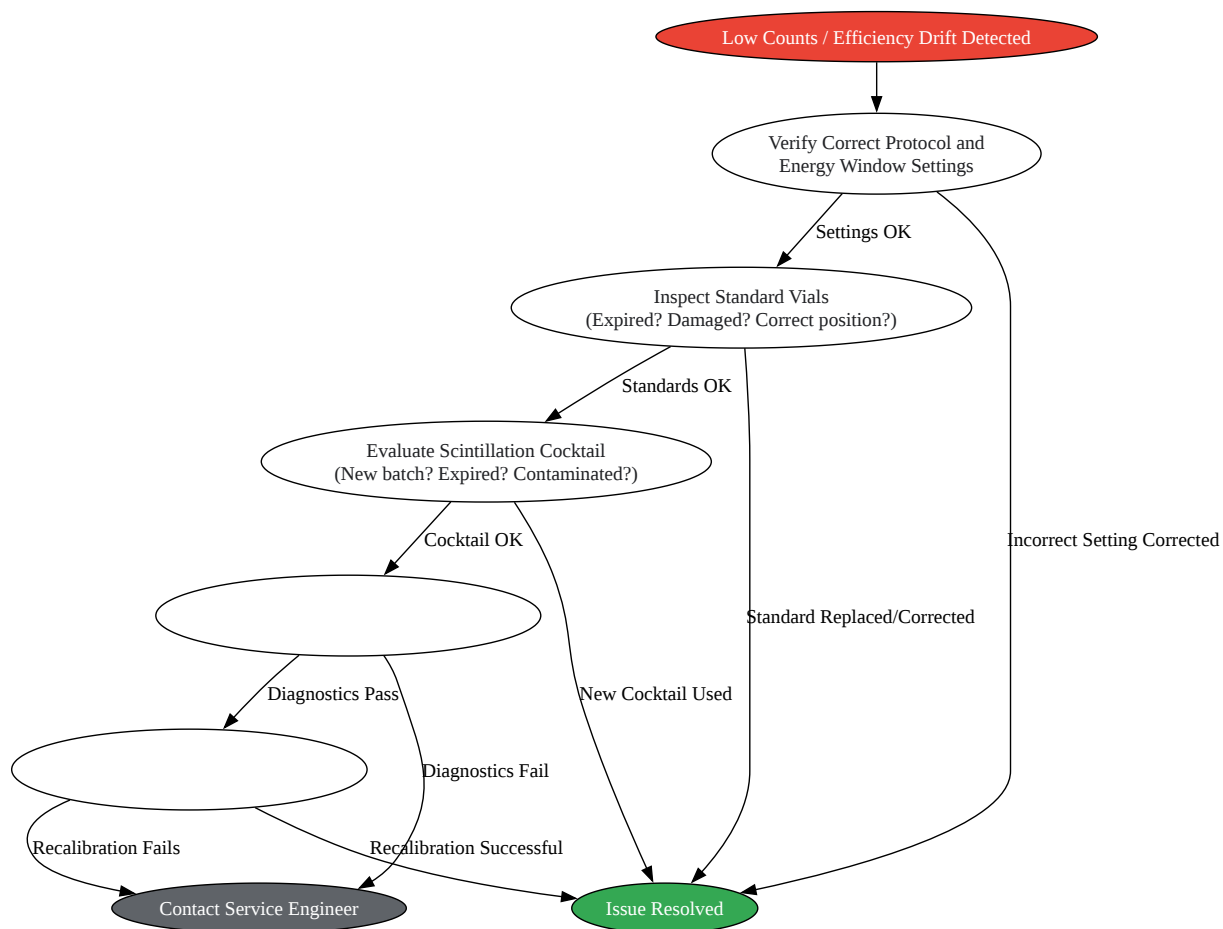 Low Counts / Efficiency Drift Detected
Verify Correct Protocol and
Energy Window Settings
Settings OK
Inspect Standard Vials
(Expired? Damaged? Correct position?)
Standards OK
Evaluate Scintillation Cocktail
(New batch? Expired? Contaminated?)
Cocktail OK
Incorrect Setting Corrected
Standard Replaced/Corrected
Diagnostics Pass
New Cocktail Used
Diagnostics Fail
Recalibration Fails
Recalibration Successful
Contact Service Engineer
Issue Resolved